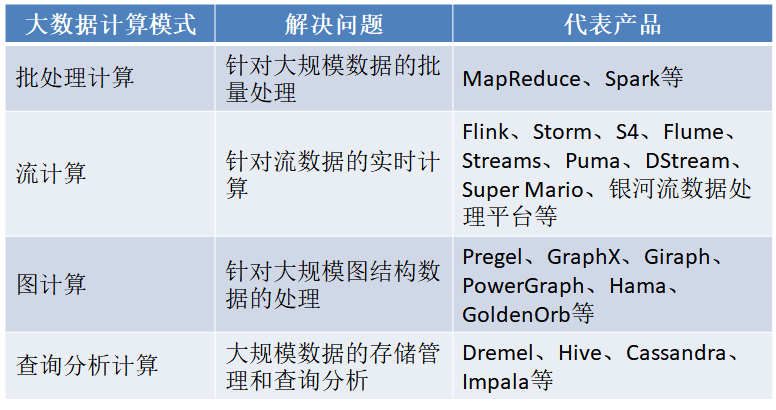 大数据计算模式
解决问题
代表产品
批处理计算
针对大规模数据的批
量处理
MapReduce、Spark等
流计算
针对流数据的实时计
算
Flink、Storm、S4、Flume、
Streams、Puma、DStream、
Super Mario、银河流数据处
理平台等
图计算
针对大规模图结构数
据的处理
Pregel、GraphX、Giraph、
PowerGraph、Hama、
GoldenOrb等
查询分析计算
大规模数据的存储管
理和查询分析
Dremel、Hive、Cassandra、
Impala等